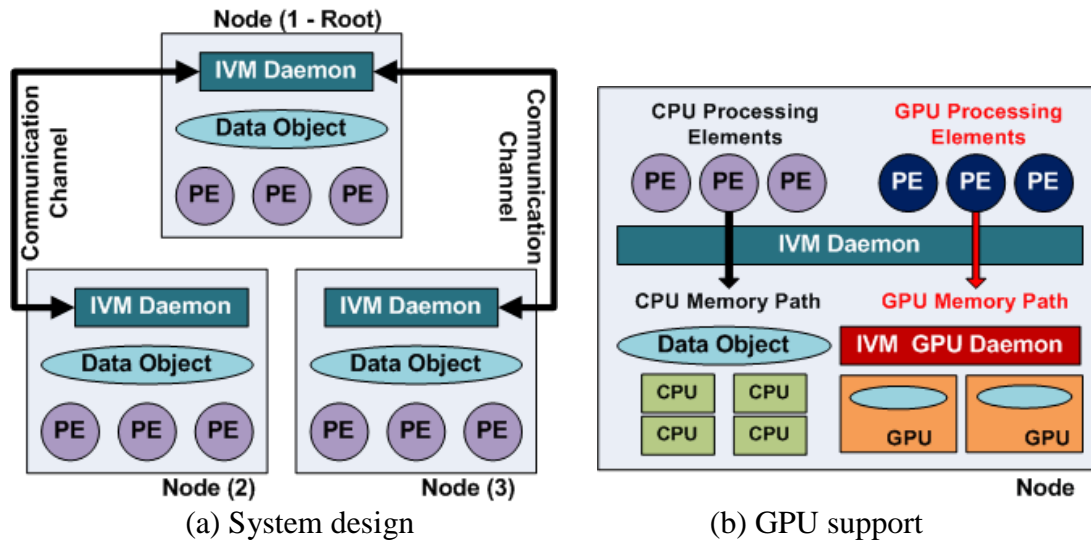 Node (1 - Root)
IVM Daemon
Data Object
PE PE PE
Communication
Channel
Communication
Channel
IVM Daemon
Data Object
PE PE PE
Node (2)
IVM Daemon
Data Object
PE PE PE
Node (3)
(a) System design
CPU Processing
Elements
GPU Processing
Elements
PE PE PE
PE PE PE
IVM Daemon
CPU Memory Path
GPU Memory Path
Data Object
IVM GPU Daemon
CPU CPU
CPU CPU
GPU GPU
Node
(b) GPU support